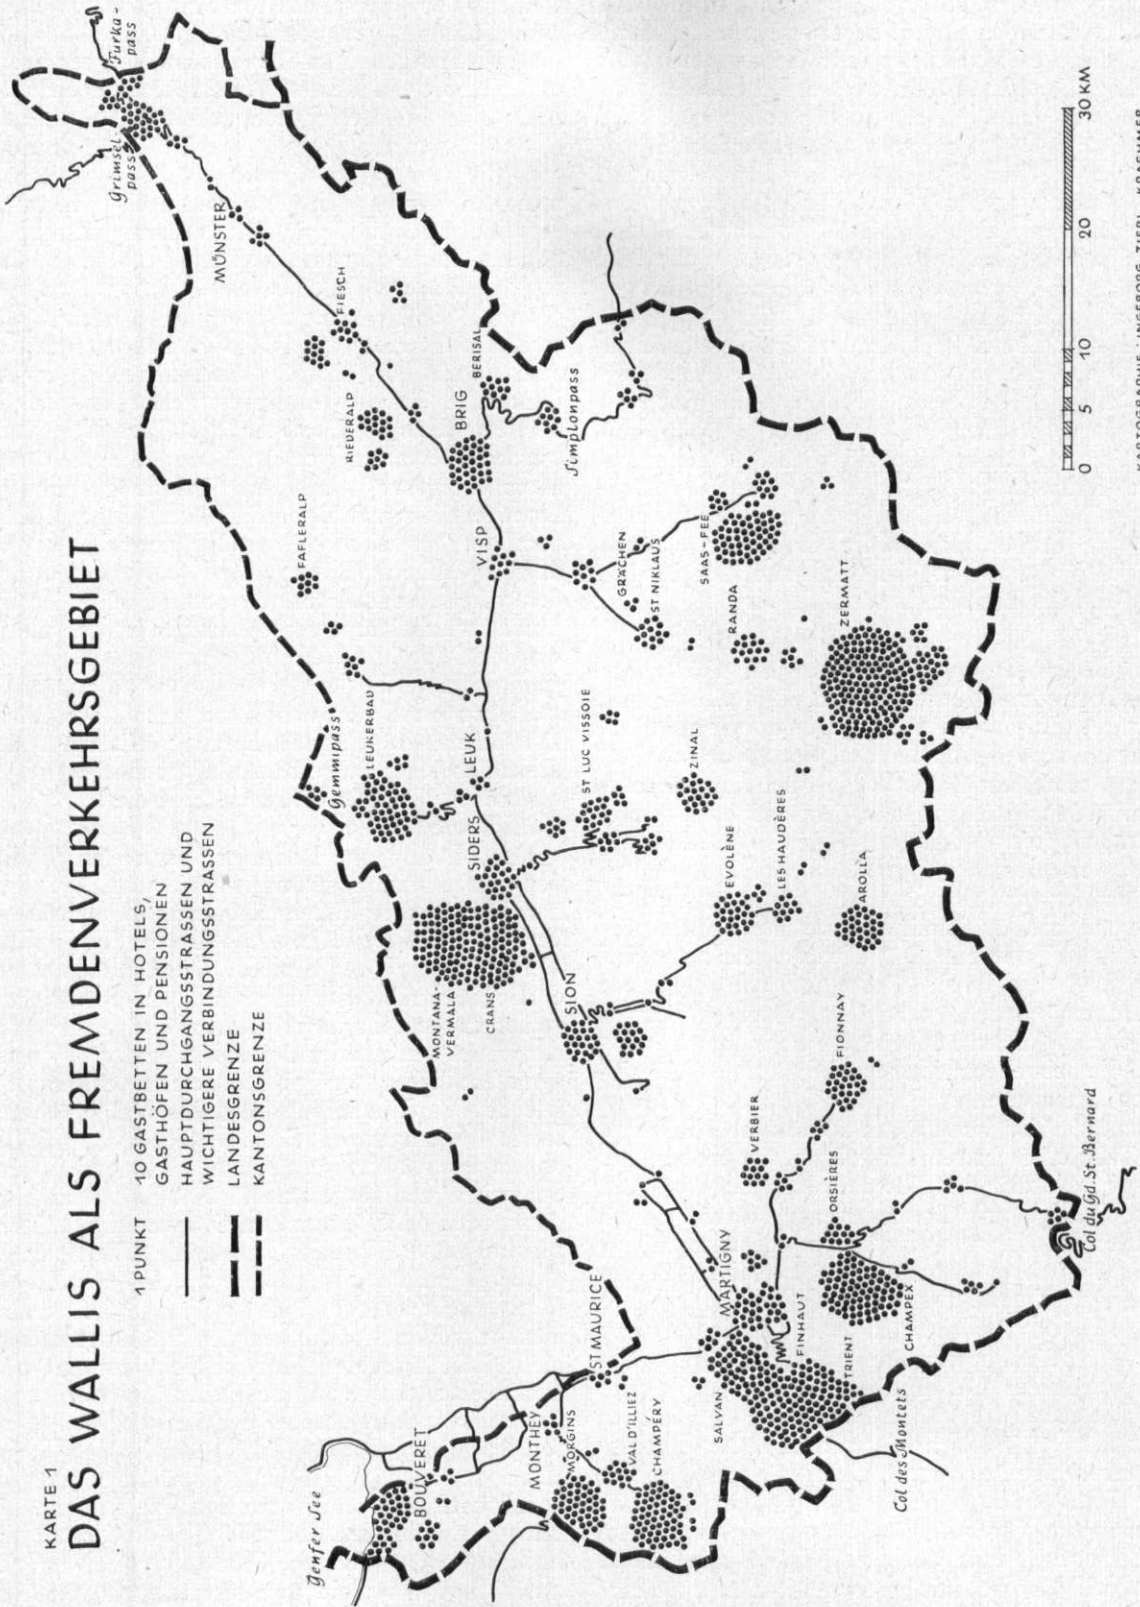 KARTE 1
DAS WALLIS ALS FREMDENVERKEHRSGEBIET
1 PUNKT 10 GASTBETTEN IN HOTELS,
GASTHÖFEN UND PENSIONEN
HAUPTDURCHGANGSSTRASSEN UND
WICHTIGERE VERBINDUNGSSTRASSEN
LANDESGRENZE
KANTONSGRENZE
Genfer See
BOUVERET
MONTHEY
MORGINS
VAL D'ILLIEZ
CHAMPÉRY
ST MAURICE
SALVAN
MARTIGNY
FINHAUT
TRIENT
CHAMPEX
Col des Montets
ORSIÈRES
VERBIER
FIONNAY
Col du Gd. St. Bernard
MONTANA-
VERMALA
CRANS
SION
SIDERS
EVOLÈNE
LES HAUDÈRES
AROLLA
Gemmipass
LEUKERBAD
LEUK
ST LUC VISSOIE
ZINAL
FAFLERALP
VISP
GRÄCHEN
ST NIKLAUS
RANDA
SAAS-FEE
ZERMATT
RIEDERALP
BRIG
BERISAL
Simplonpass
FIESCH
MÜNSTER
Grimsel-
pass
Furka-
pass
0 5 10 20 30 KM
KARTOGRAPHIE: INGEBORG ZIERL-KRAEHMER